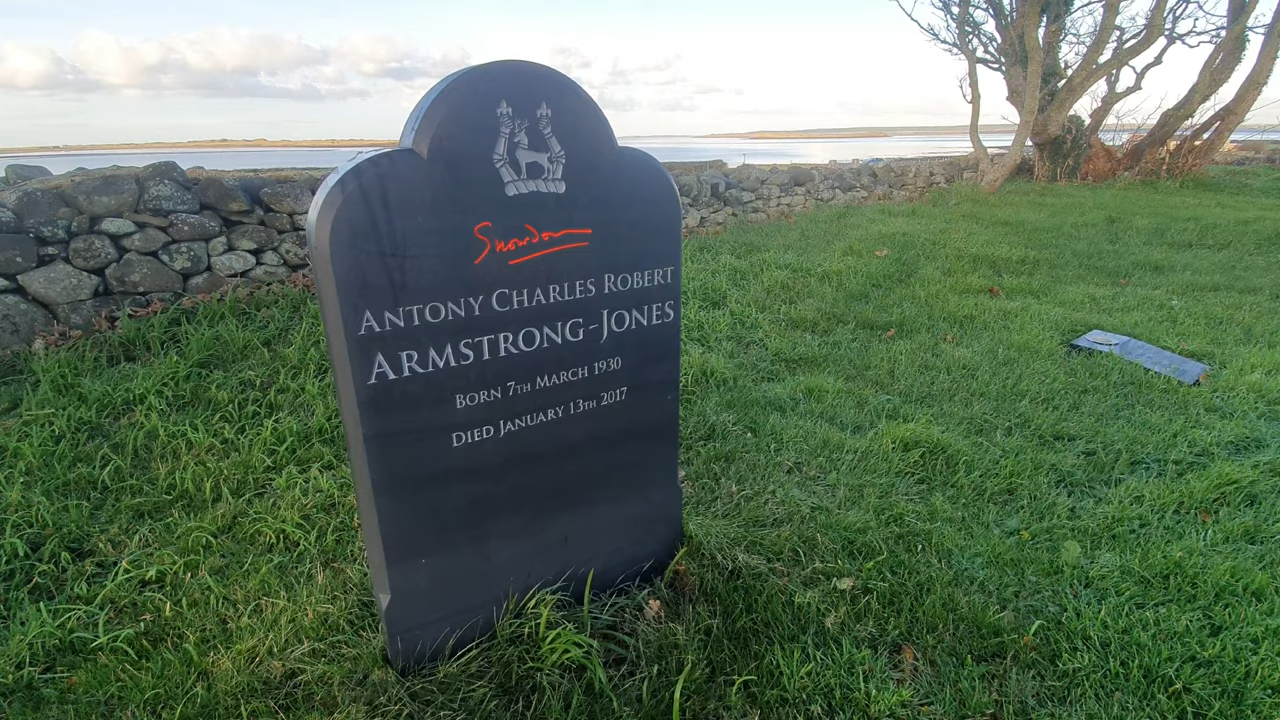 Snowdon
ANTONY CHARLES ROBERT
ARMSTRONG-JONES
BORN 7TH MARCH 1930
DIED JANUARY 13TH 2017